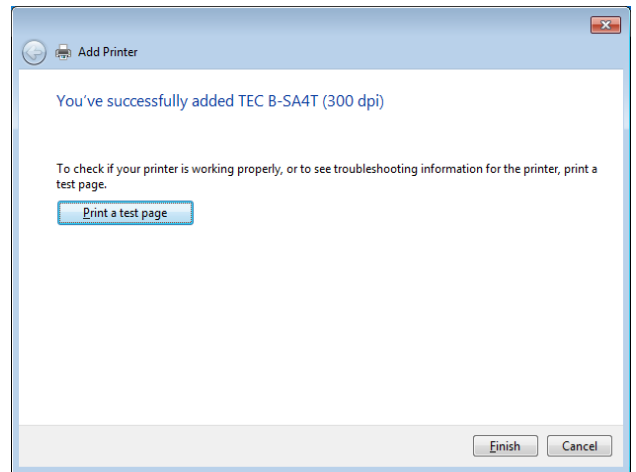 Add Printer
You've successfully added TEC B-SA4T (300 dpi)
To check if your printer is working properly, or to see troubleshooting information for the printer, print a
test page.
Print a test page
Finish Cancel